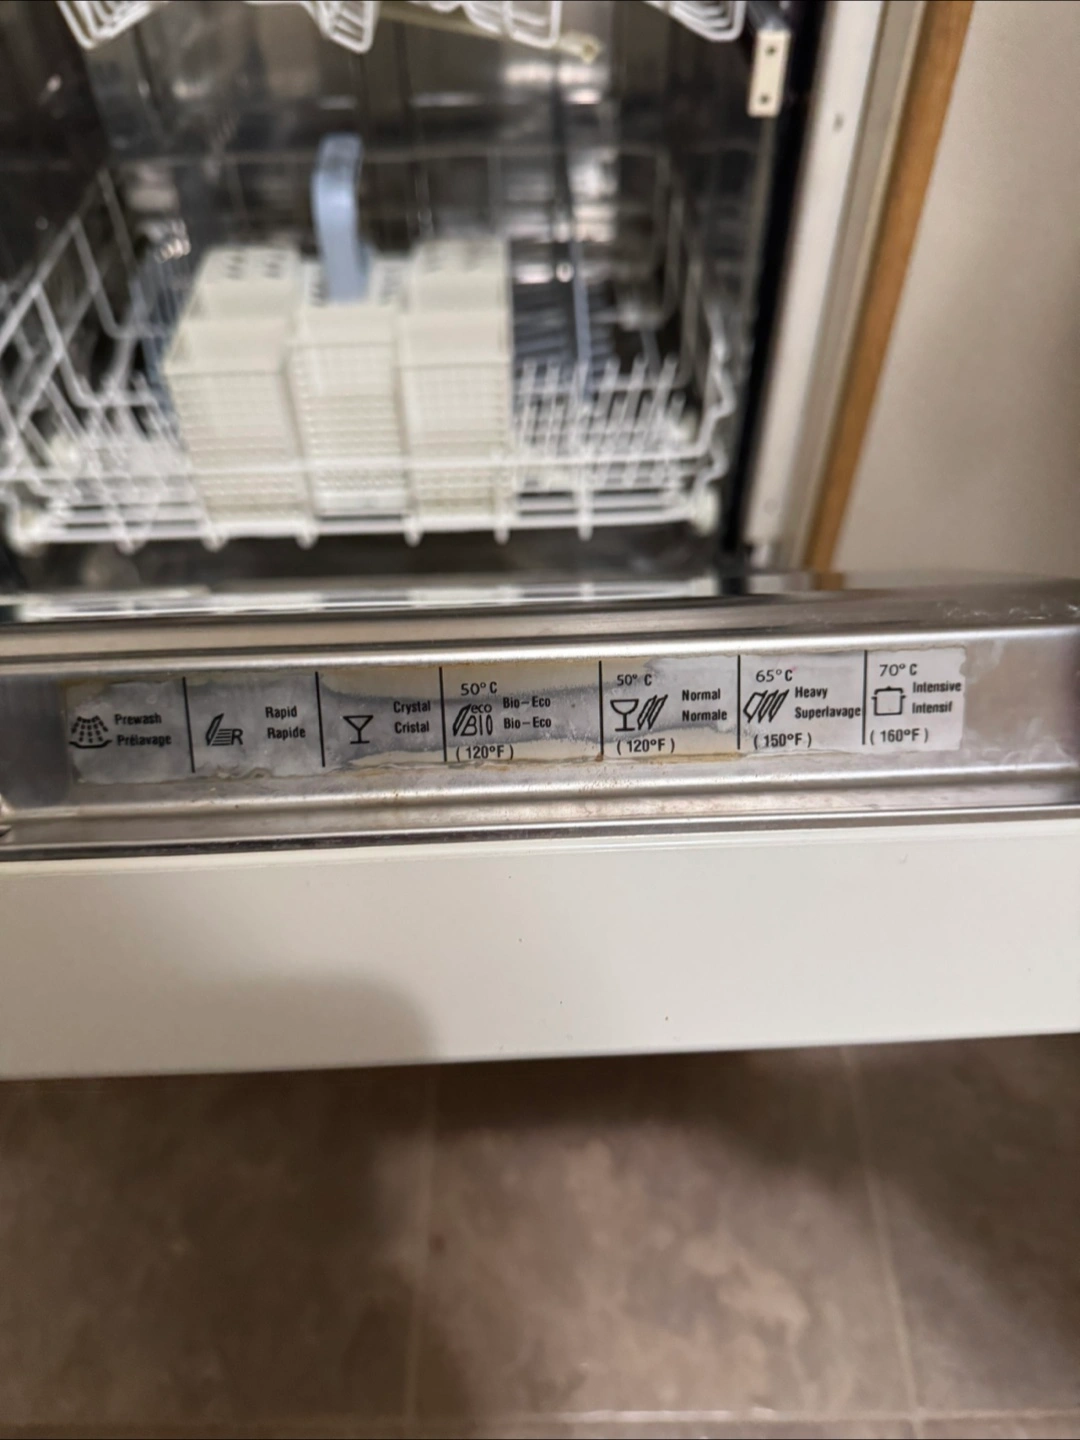 Prewash
Prélavage
R
Rapid
Rapide
Crystal
Cristal
50°C
eco
BIO
Bio-Eco
Bio-Eco
(120°F)
50° C
Normal
Normale
(120°F)
65°C
Heavy
Superlavage
(150°F)
70° C
Intensive
Intensif
(160°F)